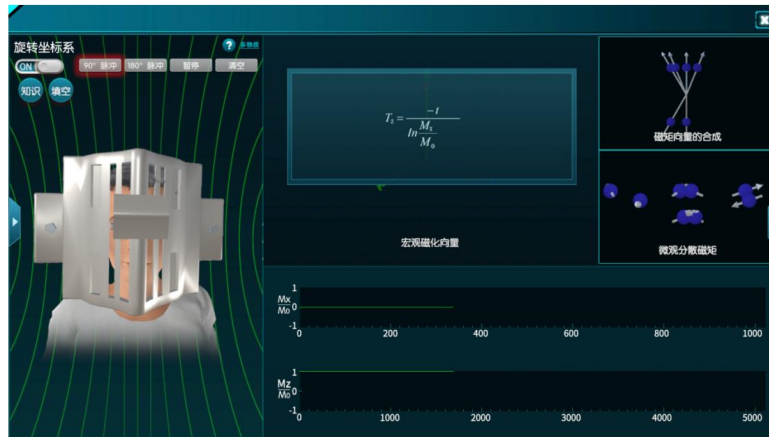 旋转坐标系
?
ON
90° 脉冲 180° 脉冲 暂停 清空
知识 填空
T₂ = -t / ln M₁/M₀
宏观磁化向量
磁矩向量的合成
微观分散磁矩
Mx/M₀
1
0
-1
0 200 400 600 800 1000
Mz/M₀
1
0
-1
0 1000 2000 3000 4000 5000